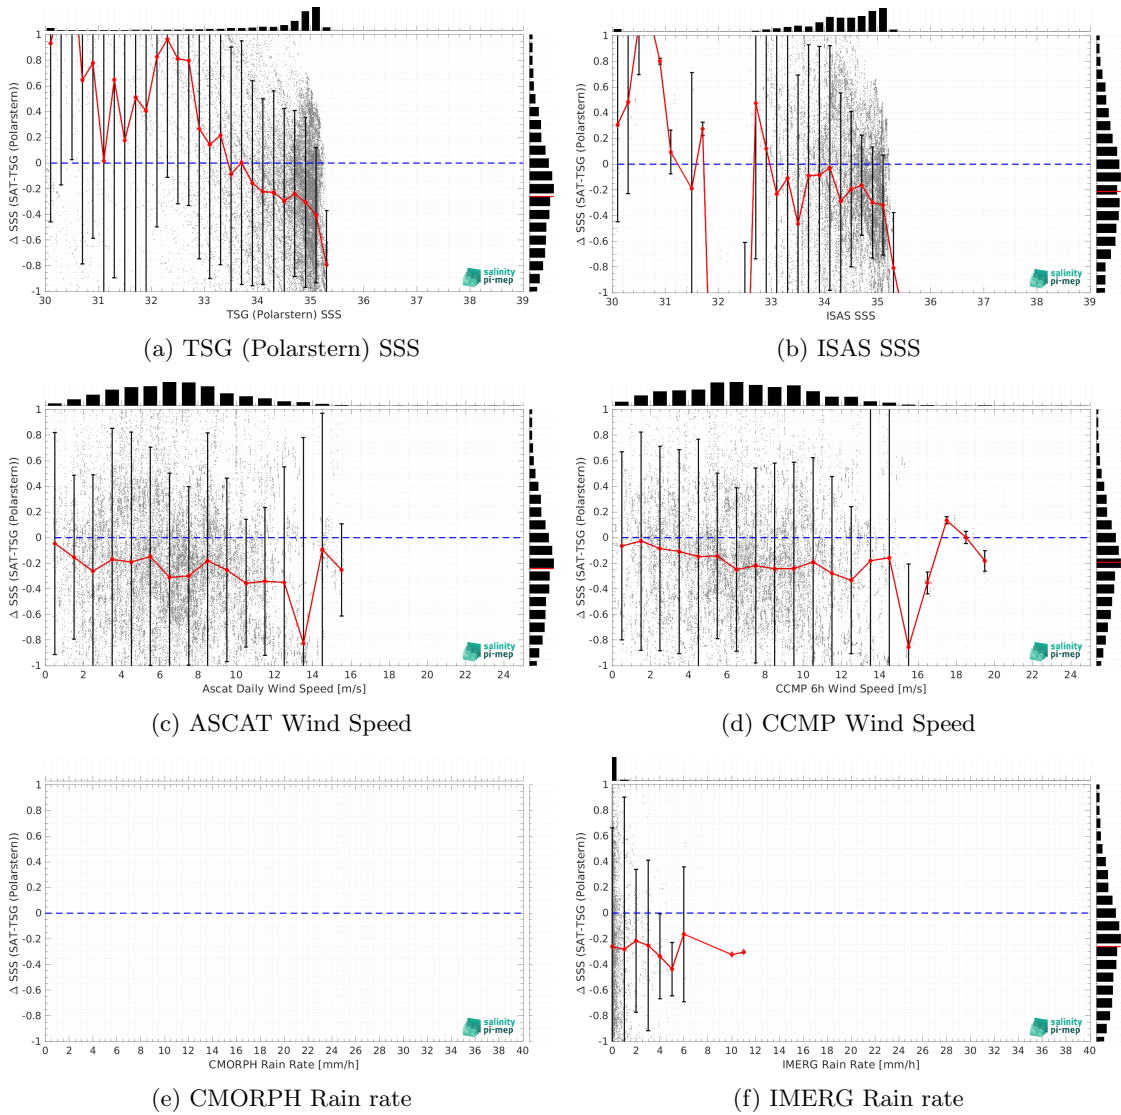 Δ SSS (SAT-TSG (Polarstern))
1
0.8
0.6
0.4
0.2
0
-0.2
-0.4
-0.6
-0.8
-1
30 31 32 33 34 35 36 37 38 39
TSG (Polarstern) SSS
salinity
pi-mep
(a) TSG (Polarstern) SSS
Δ SSS (SAT-TSG (Polarstern))
1
0.8
0.6
0.4
0.2
0
-0.2
-0.4
-0.6
-0.8
-1
30 31 32 33 34 35 36 37 38 39
ISAS SSS
salinity
pi-mep
(b) ISAS SSS
Δ SSS (SAT-TSG (Polarstern))
1
0.8
0.6
0.4
0.2
0
-0.2
-0.4
-0.6
-0.8
-1
0 2 4 6 8 10 12 14 16 18 20 22 24
Ascat Daily Wind Speed [m/s]
salinity
pi-mep
(c) ASCAT Wind Speed
Δ SSS (SAT-TSG (Polarstern))
1
0.8
0.6
0.4
0.2
0
-0.2
-0.4
-0.6
-0.8
-1
0 2 4 6 8 10 12 14 16 18 20 22 24
CCMP 6h Wind Speed [m/s]
salinity
pi-mep
(d) CCMP Wind Speed
Δ SSS (SAT-TSG (Polarstern))
1
0.8
0.6
0.4
0.2
0
-0.2
-0.4
-0.6
-0.8
-1
0 2 4 6 8 10 12 14 16 18 20 22 24 26 28 30 32 34 36 38 40
CMORPH Rain Rate [mm/h]
salinity
pi-mep
(e) CMORPH Rain rate
Δ SSS (SAT-TSG (Polarstern))
1
0.8
0.6
0.4
0.2
0
-0.2
-0.4
-0.6
-0.8
-1
0 2 4 6 8 10 12 14 16 18 20 22 24 26 28 30 32 34 36 38 40
IMERG Rain Rate [mm/h]
salinity
pi-mep
(f) IMERG Rain rate